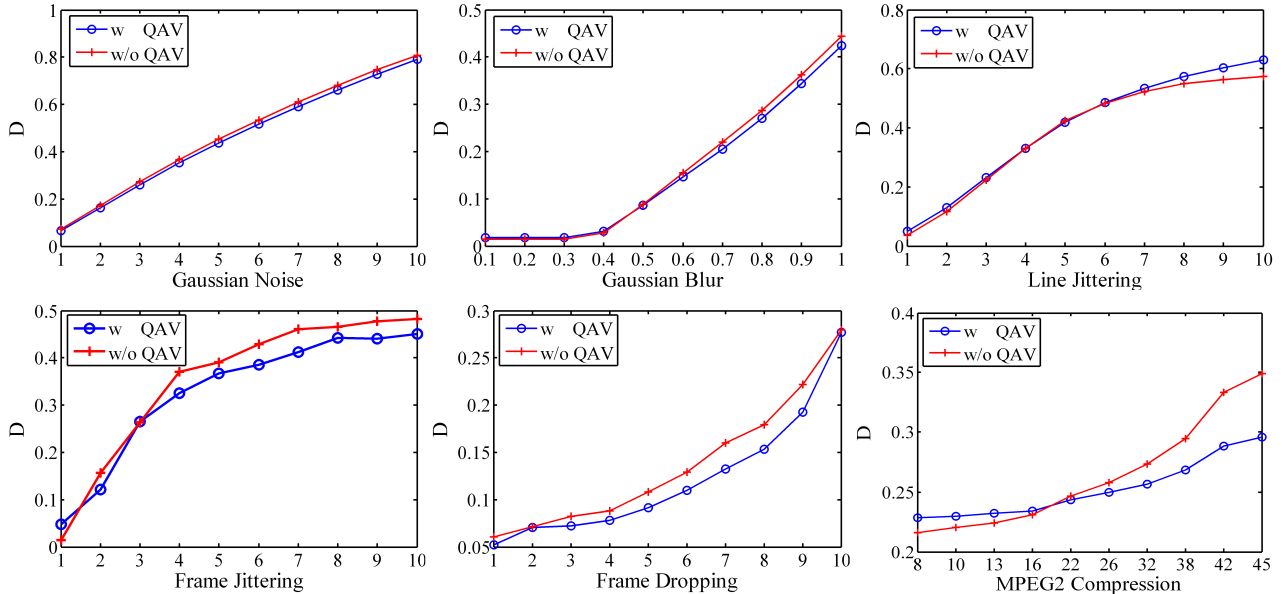 w QAV
w/o QAV
D
0 0.2 0.4 0.6 0.8 1
1 2 3 4 5 6 7 8 9 10
Gaussian Noise
w QAV
w/o QAV
D
0 0.1 0.2 0.3 0.4 0.5
0.1 0.2 0.3 0.4 0.5 0.6 0.7 0.8 0.9 1
Gaussian Blur
w QAV
w/o QAV
D
0 0.2 0.4 0.6 0.8
1 2 3 4 5 6 7 8 9 10
Line Jittering
w QAV
w/o QAV
D
0 0.1 0.2 0.3 0.4 0.5
1 2 3 4 5 6 7 8 9 10
Frame Jittering
w QAV
w/o QAV
D
0.05 0.1 0.15 0.2 0.25 0.3
1 2 3 4 5 6 7 8 9 10
Frame Dropping
w QAV
w/o QAV
D
0.2 0.25 0.3 0.35 0.4
8 10 13 16 22 26 32 38 42 45
MPEG2 Compression